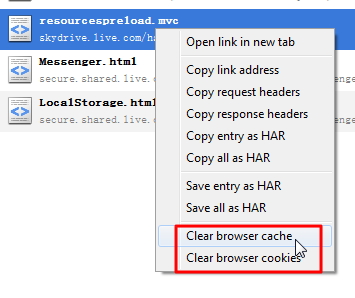 resourcespreload.mvc
skydrive.live.com/ha
Messenger.html
secure.shared.live.
LocalStorage.html
secure.shared.live.
Open link in new tab
Copy link address
Copy request headers
Copy response headers
Copy entry as HAR
Copy all as HAR
Save entry as HAR
Save all as HAR
Clear browser cache
Clear browser cookies